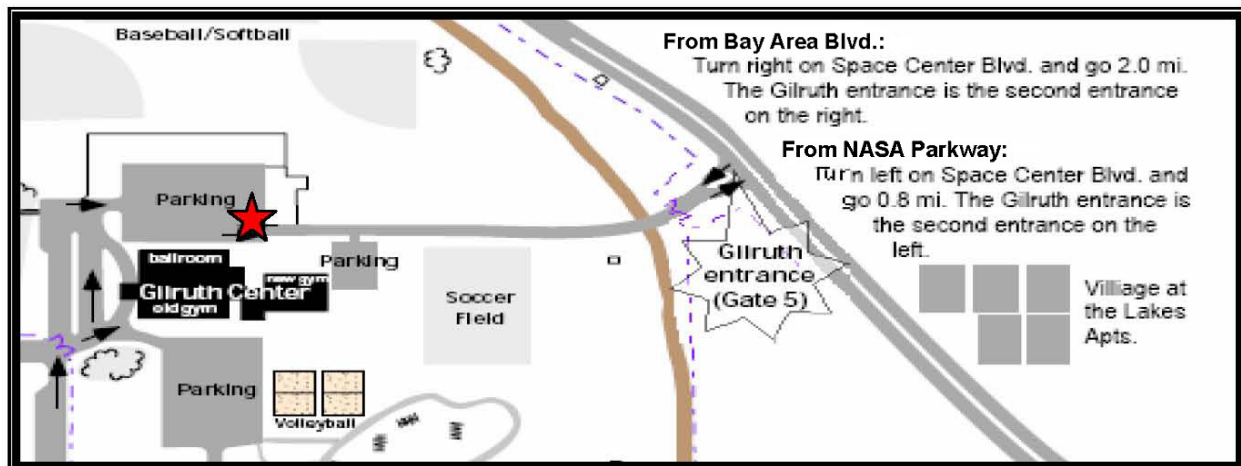 Baseball/Softball
From Bay Area Blvd.:
Turn right on Space Center Blvd. and go 2.0 mi.
The Gilruth entrance is the second entrance
on the right.
From NASA Parkway:
Turn left on Space Center Blvd. and
go 0.8 mi. The Gilruth entrance is
the second entrance on the
left.
Parking
ballroom
new gym
Gilruth Center
old gym
Parking
Soccer
Field
Gilruth
entrance
(Gate 5)
Villiage at
the Lakes
Apts.
Parking
Volleyball